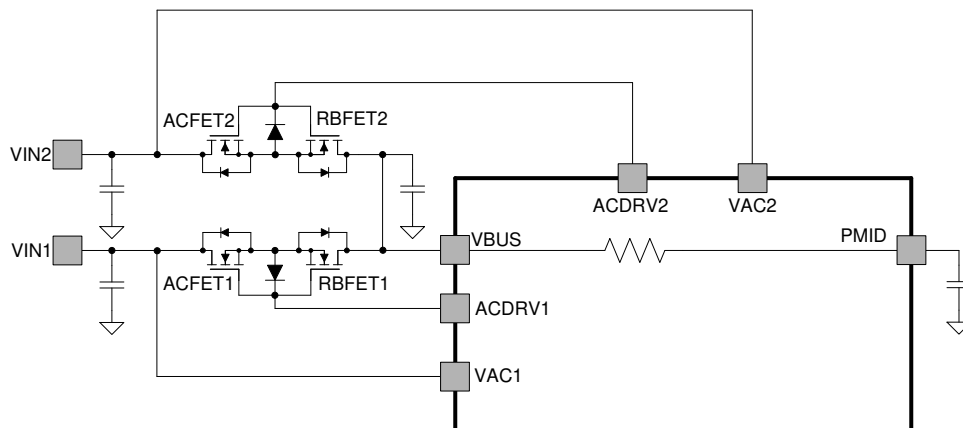 ACFET2
RBFET2
VIN2
ACDRV2
VAC2
VIN1
VBUS
PMID
ACFET1
RBFET1
ACDRV1
VAC1